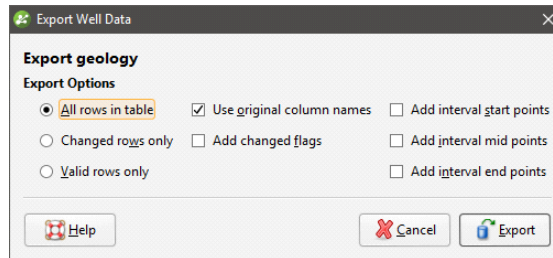 Export Well Data
Export geology
Export Options
All rows in table Use original column names Add interval start points
Changed rows only Add changed flags Add interval mid points
Valid rows only Add interval end points
Help Cancel Export